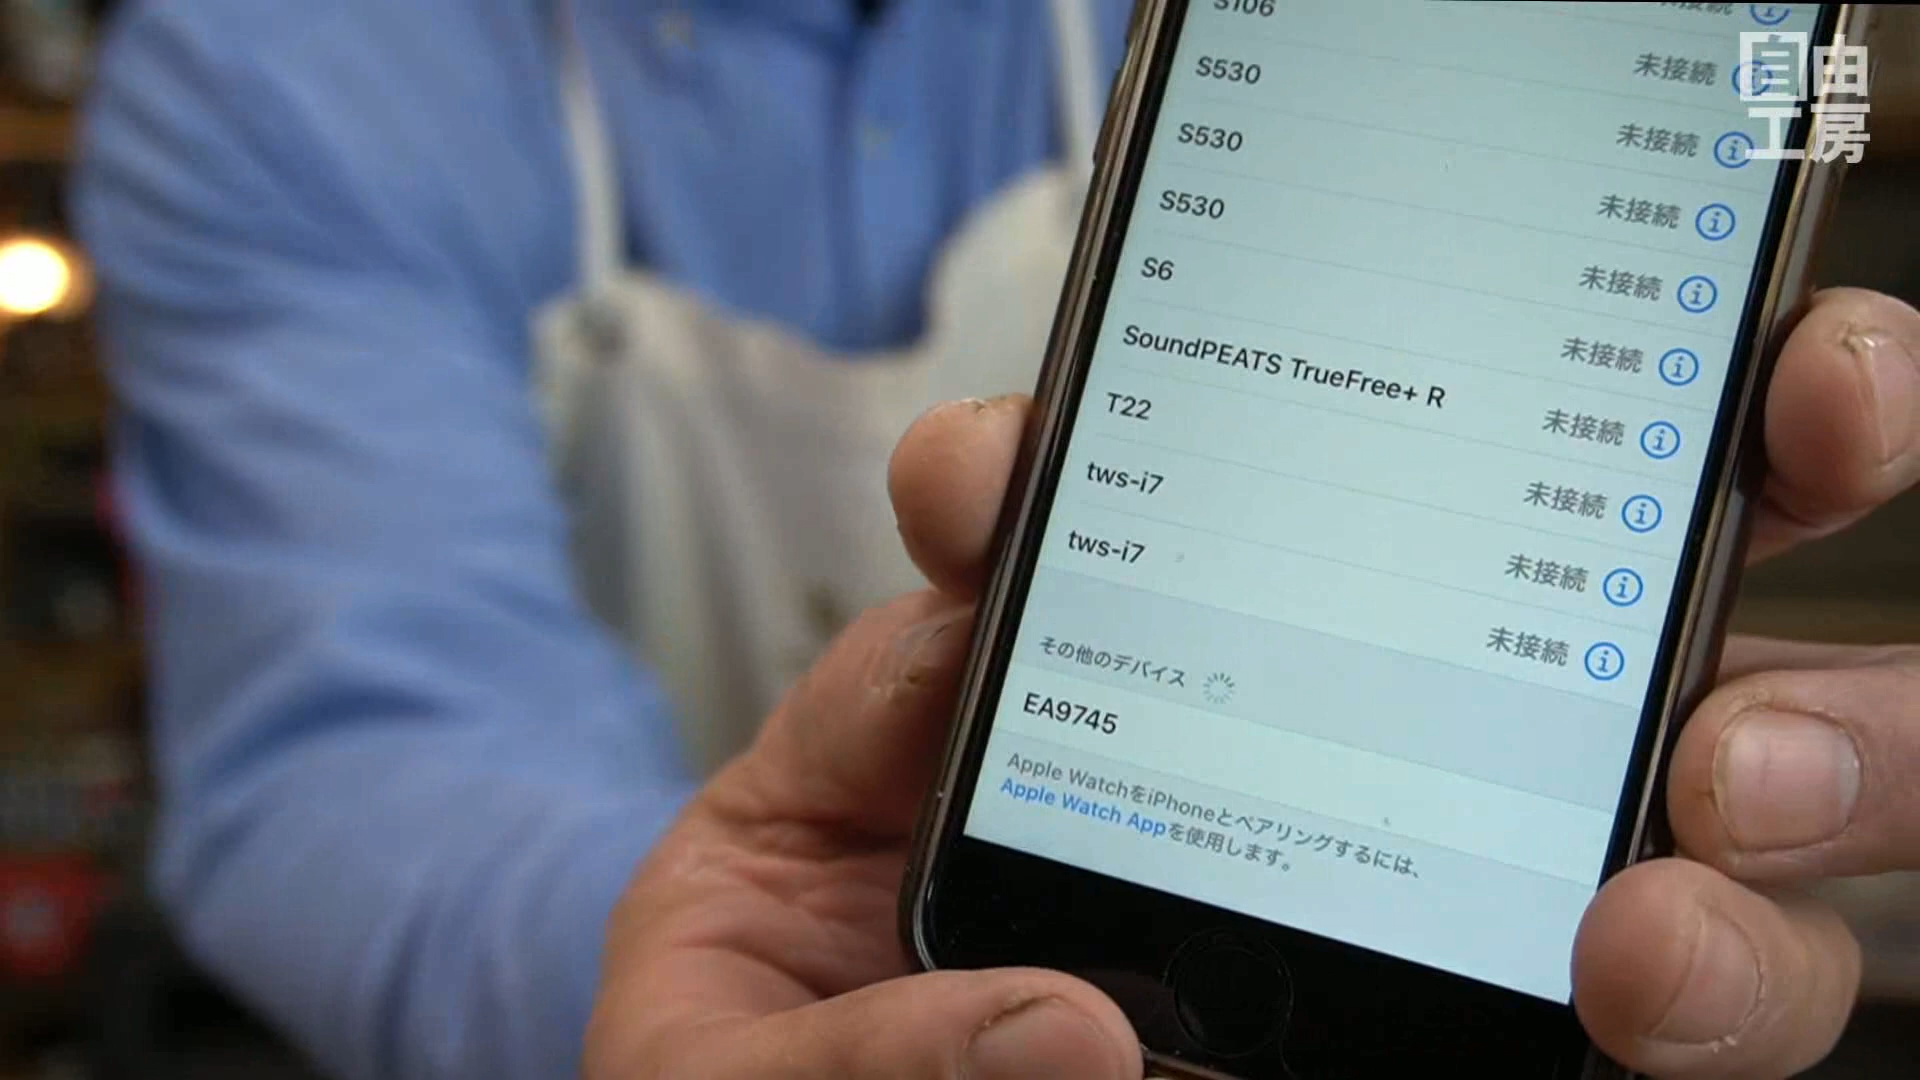 S106 未接続
S530 未接続
S530 未接続
S530 未接続
S6 未接続
SoundPEATS TrueFree+ R 未接続
T22 未接続
tws-i7 未接続
tws-i7 未接続
未接続
その他のデバイス
EA9745
Apple WatchをiPhoneとペアリングするには、
Apple Watch Appを使用します。
自由
工房